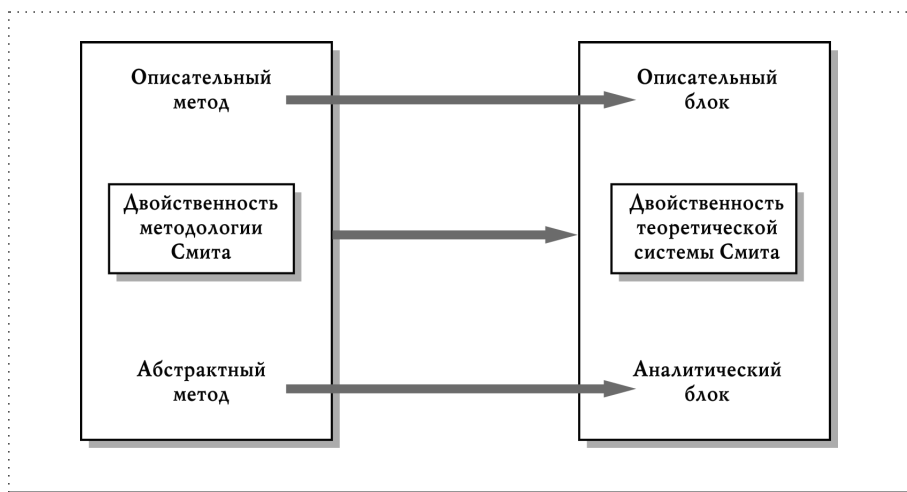 Описательный
метод
Описательный
блок
Двойственность
методологии
Смита
Двойственность
теоретической
системы Смита
Абстрактный
метод
Аналитический
блок